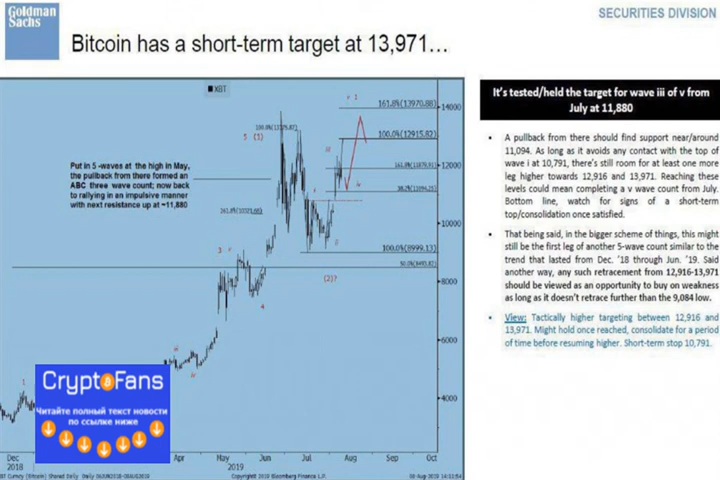 Goldman
Sachs
SECURITIES DIVISION
Bitcoin has a short-term target at 13,971…
XBT
Put in 5 -waves at the high in May,
the pullback from there formed an
ABC three wave count; now back
to rallying in an impulsive manner
with next resistance up at ~11,880
5 (1)
v 1
161.8%(13970.88)
100.0%(12915.82)
iii
iv
3
4
(2)?
100.0%(8999.13)
14000
12000
10000
8000
6000
4000
CryptoFans
Читайте полный текст новости
по ссылке ниже
Dec Apr May Jun Jul Aug Sep Oct
2018 2019
Copyright© 2019 Bloomberg Finance L.P.
It's tested/held the target for wave iii of v from
July at 11,880
• A pullback from there should find support near/around
11,094. As long as it avoids any contact with the top of
wave i at 10,791, there's still room for at least one more
leg higher towards 12,916 and 13,971. Reaching these
levels could mean completing a v wave count from July.
Bottom line, watch for signs of a short-term
top/consolidation once satisfied.
• That being said, in the bigger scheme of things, this might
still be the first leg of another 5-wave count similar to the
trend that lasted from Dec. '18 through Jun. '19. Said
another way, any such retracement from 12,916-13,971
should be viewed as an opportunity to buy on weakness
as long as it doesn't retrace further than the 9,084 low.
• View: Tactically higher targeting between 12,916 and
13,971. Might hold once reached, consolidate for a period
of time before resuming higher. Short-term stop 10,791.